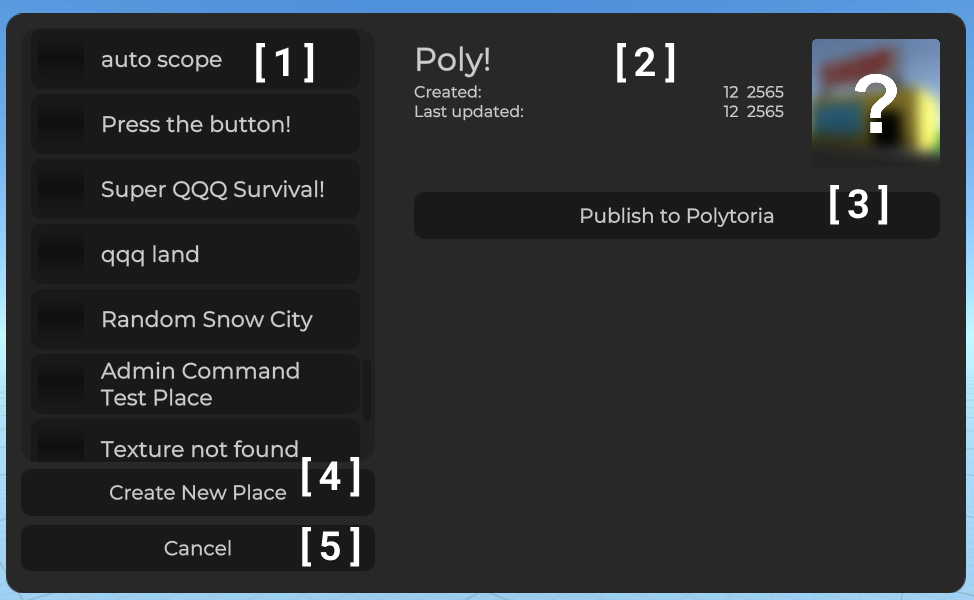 auto scope [1]
Press the button!
Super QQQ Survival!
qqq land
Random Snow City
Admin Command
Test Place
Texture not found
Create New Place [4]
Cancel [5]
Poly! [2]
Created: 12 2565
Last updated: 12 2565
?
Publish to Polytoria [3]